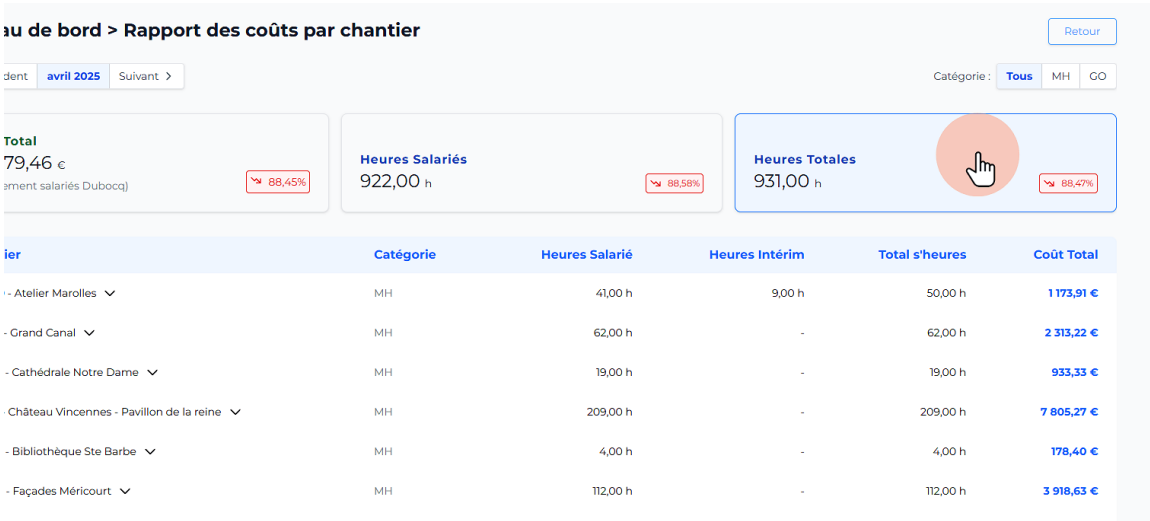 au de bord > Rapport des coûts par chantier
Retour
dent avril 2025 Suivant
Catégorie : Tous MH GO
Total
79,46 €
ement salariés Dubocq)
88,45%
Heures Salariés
922,00 h
88,58%
Heures Totales
931,00 h
88,47%
ier Catégorie Heures Salarié Heures Intérim Total s'heures Coût Total
- Atelier Marolles MH 41,00 h 9,00 h 50,00 h 1 173,91 €
- Grand Canal MH 62,00 h - 62,00 h 2 313,22 €
- Cathédrale Notre Dame MH 19,00 h - 19,00 h 933,33 €
- Château Vincennes - Pavillon de la reine MH 209,00 h - 209,00 h 7 805,27 €
- Bibliothèque Ste Barbe MH 4,00 h - 4,00 h 178,40 €
- Façades Méricourt MH 112,00 h - 112,00 h 3 918,63 €